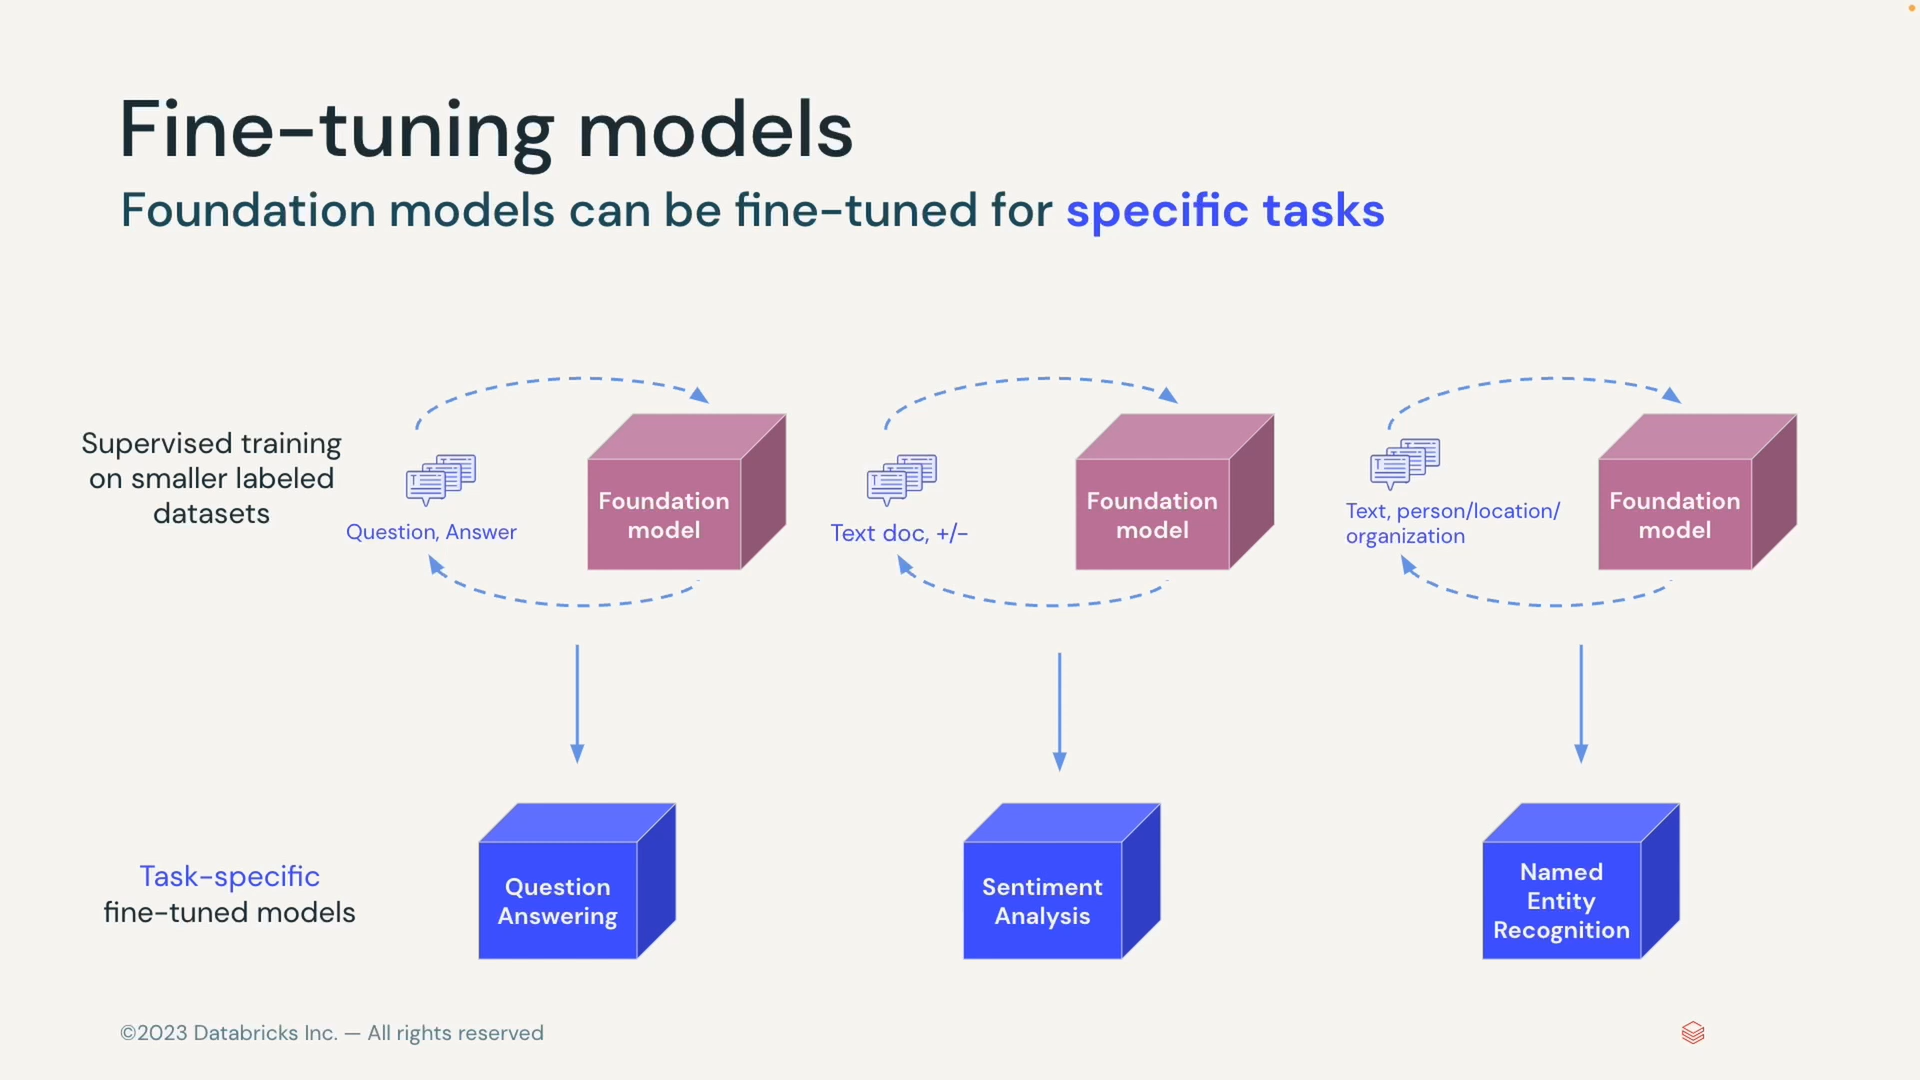 Fine-tuning models
Foundation models can be fine-tuned for specific tasks
Supervised training
on smaller labeled
datasets
Question, Answer
Foundation
model
Text doc, +/-
Foundation
model
Text, person/location/
organization
Foundation
model
Task-specific
fine-tuned models
Question
Answering
Sentiment
Analysis
Named
Entity
Recognition
©2023 Databricks Inc. — All rights reserved